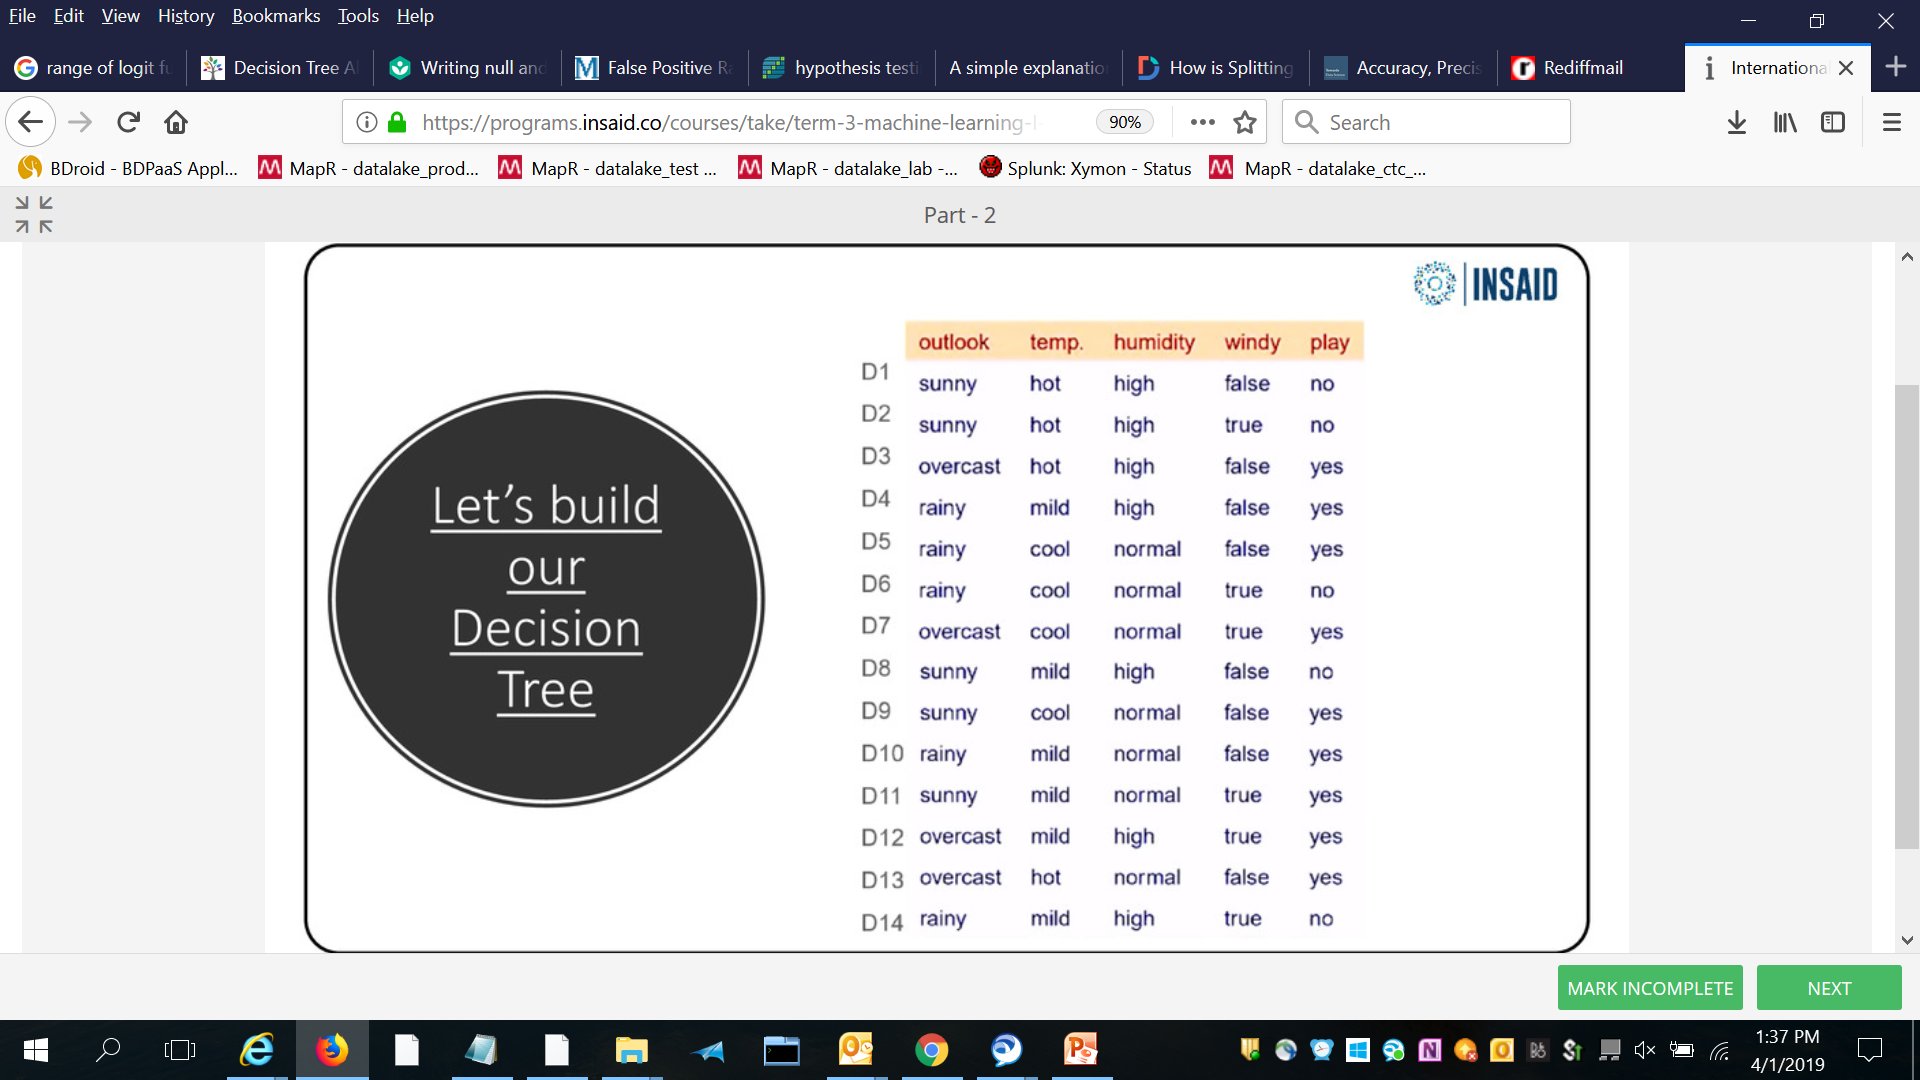 File Edit View History Bookmarks Tools Help
range of logit fu Decision Tree Al Writing null and False Positive Ra hypothesis testi A simple explanation How is Splitting Accuracy, Precis Rediffmail Internationa
https://programs.insaid.co/courses/take/term-3-machine-learning-l 90% Search
BDroid - BDPaaS Appl... MapR - datalake_prod... MapR - datalake_test ... MapR - datalake_lab -... Splunk: Xymon - Status MapR - datalake_ctc_...
Part - 2
INSAID
Let's build
our
Decision
Tree
outlook temp. humidity windy play
D1 sunny hot high false no
D2 sunny hot high true no
D3 overcast hot high false yes
D4 rainy mild high false yes
D5 rainy cool normal false yes
D6 rainy cool normal true no
D7 overcast cool normal true yes
D8 sunny mild high false no
D9 sunny cool normal false yes
D10 rainy mild normal false yes
D11 sunny mild normal true yes
D12 overcast mild high true yes
D13 overcast hot normal false yes
D14 rainy mild high true no
MARK INCOMPLETE NEXT
1:37 PM
4/1/2019